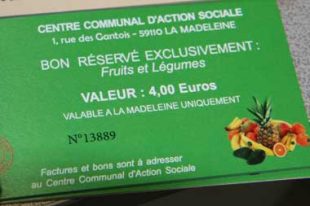 CENTRE COMMUNAL D'ACTION SOCIALE
1, rue des Gantois - 59110 LA MADELEINE
BON RÉSERVÉ EXCLUSIVEMENT :
Fruits et Légumes
VALEUR : 4,00 Euros
VALABLE A LA MADELEINE UNIQUEMENT
N°13889
Factures et bons sont à adresser
au Centre Communal d'Action Sociale